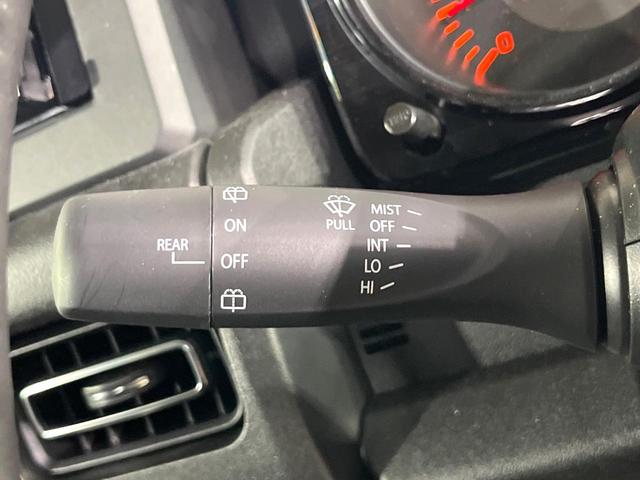 REAR
ON
OFF
PULL
MIST
OFF
INT
LO
HI